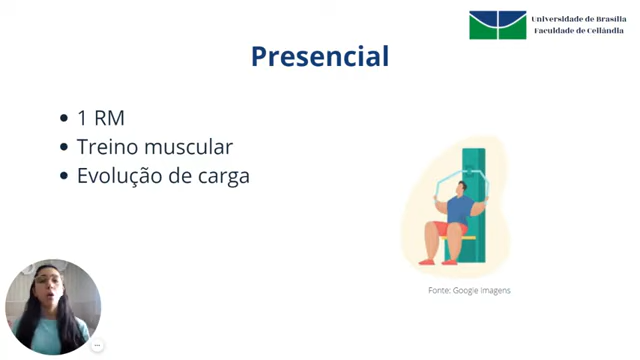 Universidade de Brasília
Faculdade de Ceilândia
Presencial
• 1 RM
• Treino muscular
• Evolução de carga
Fonte: Google imagens